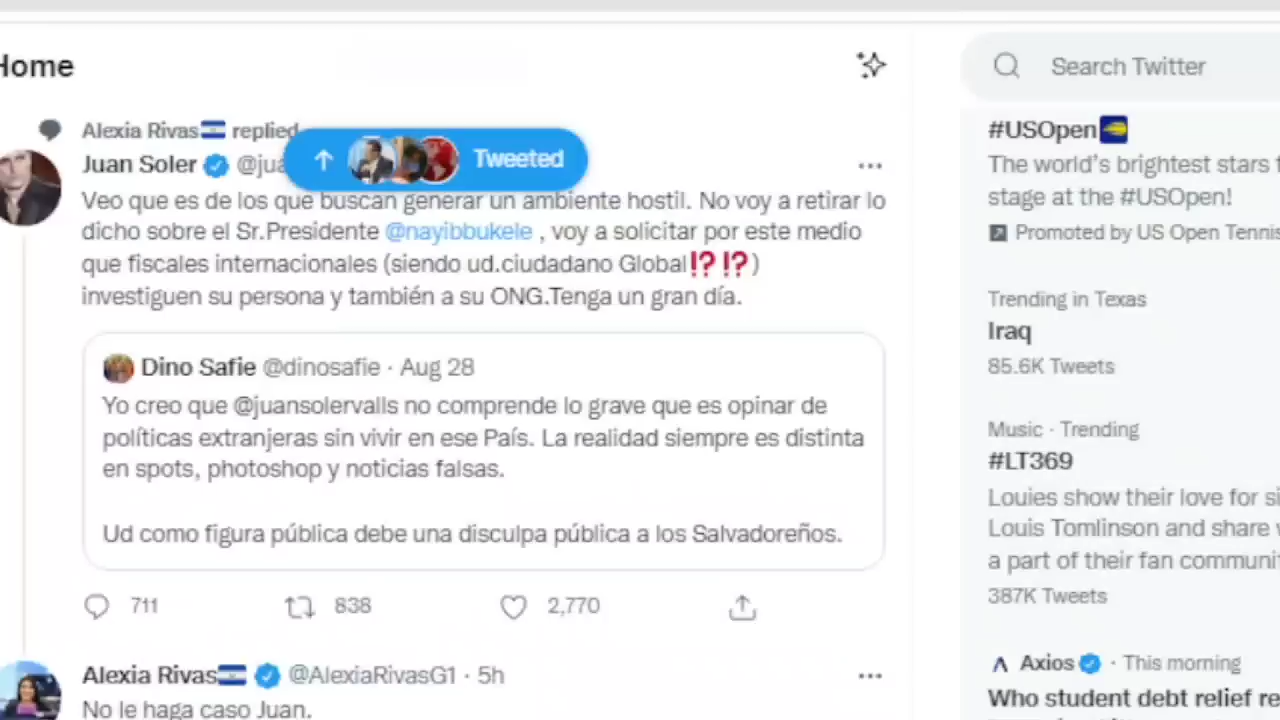 Home
Search Twitter
Alexia Rivas replied
Tweeted
Juan Soler @jua
Veo que es de los que buscan generar un ambiente hostil. No voy a retirar lo
dicho sobre el Sr.Presidente @nayibbukele , voy a solicitar por este medio
que fiscales internacionales (siendo ud.ciudadano Global⁉️⁉️)
investiguen su persona y también a su ONG.Tenga un gran día.
Dino Safie @dinosafie · Aug 28
Yo creo que @juansolervalls no comprende lo grave que es opinar de
políticas extranjeras sin vivir en ese País. La realidad siempre es distinta
en spots, photoshop y noticias falsas.
Ud como figura pública debe una disculpa pública a los Salvadoreños.
711 838 2,770
Alexia Rivas @AlexiaRivasG1 · 5h
No le haga caso Juan.
#USOpen
The world's brightest stars
stage at the #USOpen!
Promoted by US Open Tennis
Trending in Texas
Iraq
85.6K Tweets
Music · Trending
#LT369
Louies show their love for si
Louis Tomlinson and share
a part of their fan communi
387K Tweets
Axios · This morning
Who student debt relief re